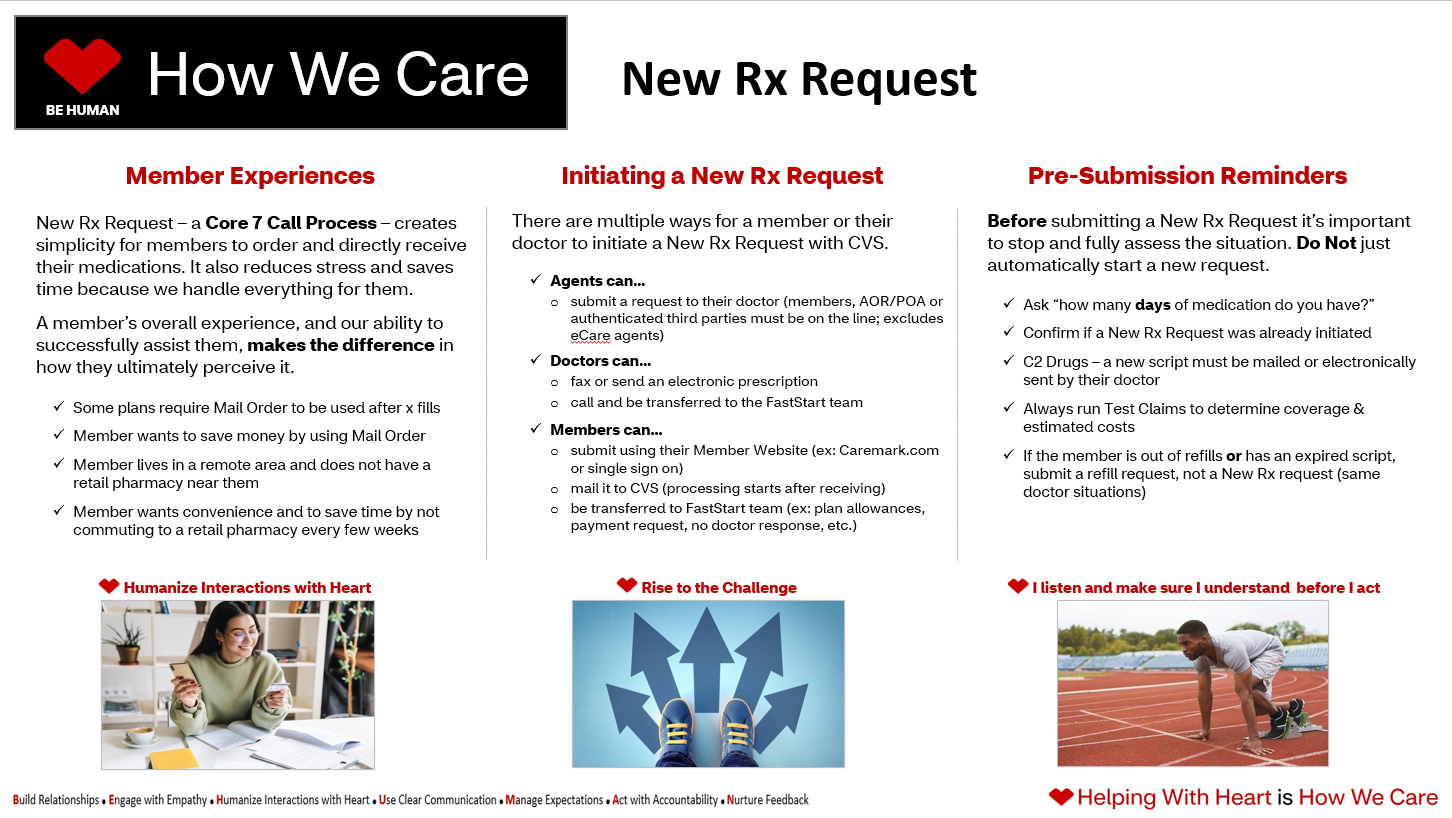 How We Care
BE HUMAN
New Rx Request
Member Experiences
New Rx Request – a Core 7 Call Process – creates
simplicity for members to order and directly receive
their medications. It also reduces stress and saves
time because we handle everything for them.
A member’s overall experience, and our ability to
successfully assist them, makes the difference in
how they ultimately perceive it.
✓ Some plans require Mail Order to be used after x fills
✓ Member wants to save money by using Mail Order
✓ Member lives in a remote area and does not have a
retail pharmacy near them
✓ Member wants convenience and to save time by not
commuting to a retail pharmacy every few weeks
Humanize Interactions with Heart
Initiating a New Rx Request
There are multiple ways for a member or their
doctor to initiate a New Rx Request with CVS.
✓ Agents can...
o submit a request to their doctor (members, AOR/POA or
authenticated third parties must be on the line; excludes
eCare agents)
✓ Doctors can...
o fax or send an electronic prescription
o call and be transferred to the FastStart team
✓ Members can...
o submit using their Member Website (ex: Caremark.com
or single sign on)
o mail it to CVS (processing starts after receiving)
o be transferred to FastStart team (ex: plan allowances,
payment request, no doctor response, etc.)
Rise to the Challenge
Pre-Submission Reminders
Before submitting a New Rx Request it’s important
to stop and fully assess the situation. Do Not just
automatically start a new request.
✓ Ask “how many days of medication do you have?”
✓ Confirm if a New Rx Request was already initiated
✓ C2 Drugs – a new script must be mailed or electronically
sent by their doctor
✓ Always run Test Claims to determine coverage &
estimated costs
✓ If the member is out of refills or has an expired script,
submit a refill request, not a New Rx request (same
doctor situations)
I listen and make sure I understand  before I act
Build Relationships • Engage with Empathy • Humanize Interactions with Heart • Use Clear Communication • Manage Expectations • Act with Accountability • Nurture Feedback
Helping With Heart is How We Care